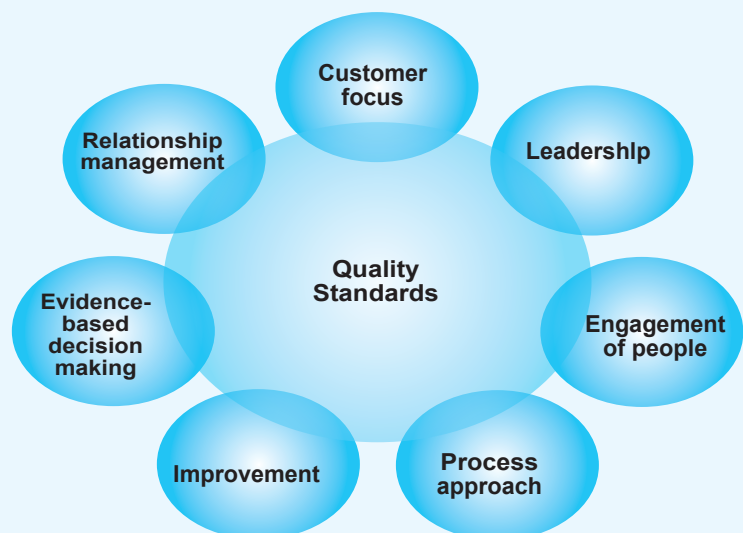 Customer
focus
Leadershlp
Engagement
of people
Process
approach
Improvement
Evidence-
based
decision
making
Relationship
management
Quality
Standards